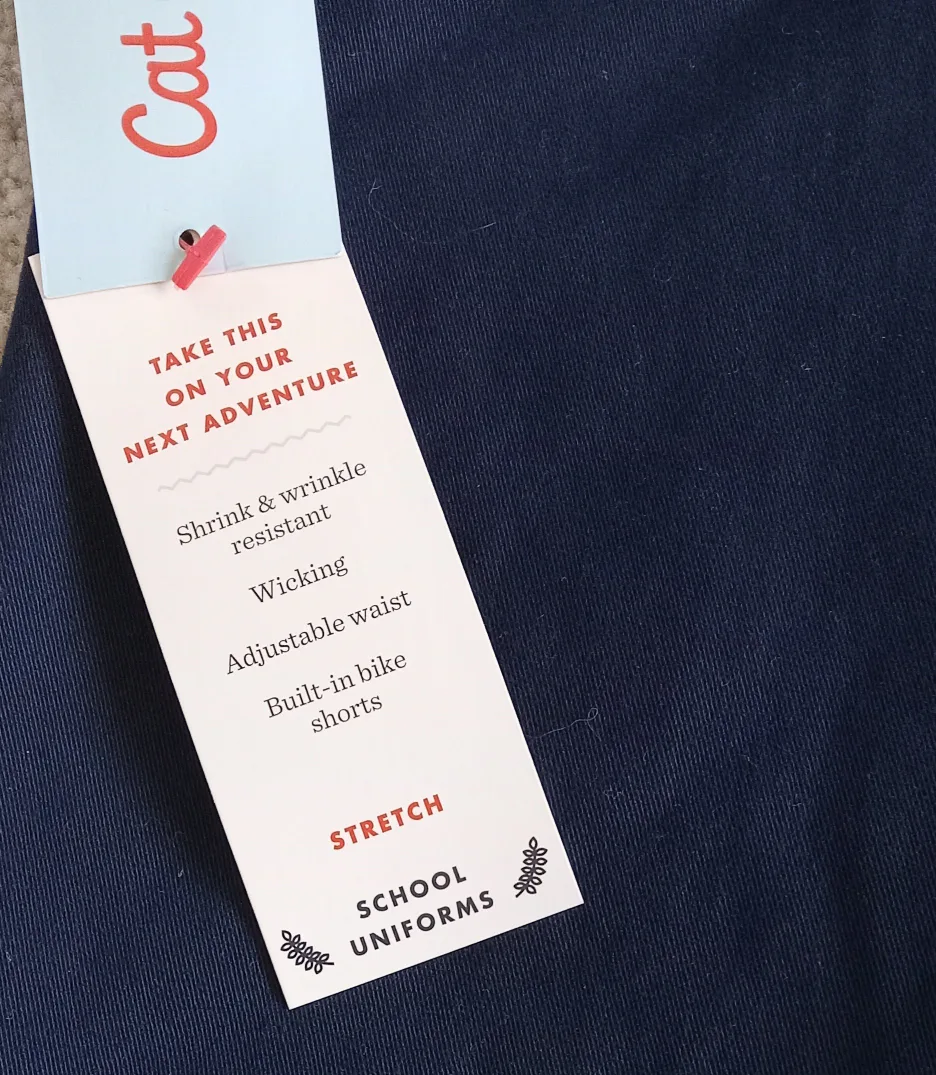 Cat
TAKE THIS
ON YOUR
NEXT ADVENTURE
Shrink & wrinkle
resistant
Wicking
Adjustable waist
Built-in bike
shorts
STRETCH
SCHOOL
UNIFORMS